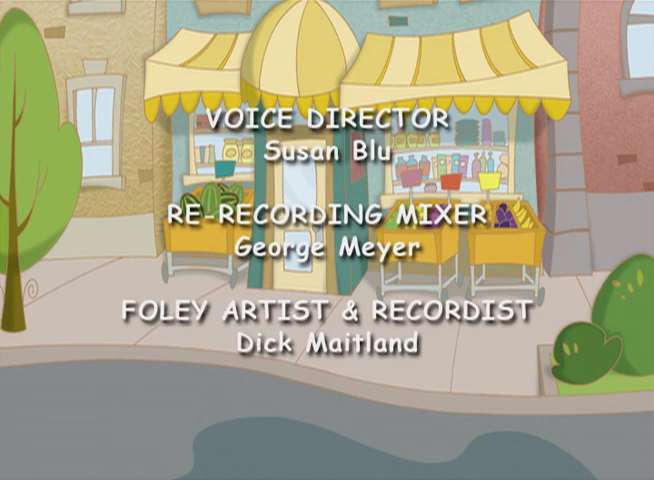 VOICE DIRECTOR
Susan Blu
RE-RECORDING MIXER
George Meyer
FOLEY ARTIST & RECORDIST
Dick Maitland